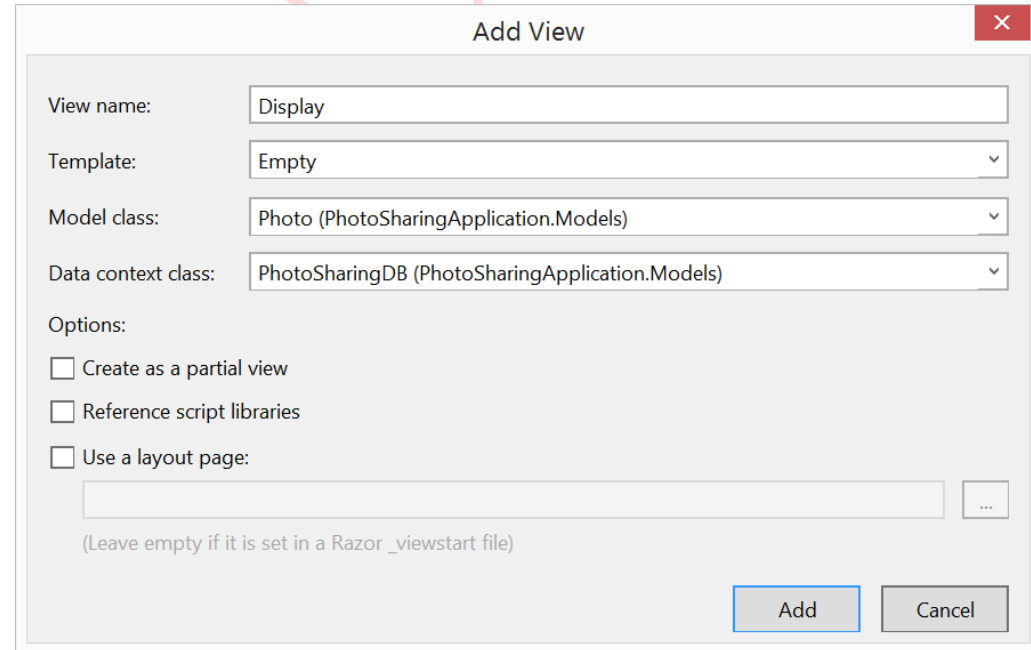 Add View
View name:
Display
Template:
Empty
Model class:
Photo (PhotoSharingApplication.Models)
Data context class:
PhotoSharingDB (PhotoSharingApplication.Models)
Options:
Create as a partial view
Reference script libraries
Use a layout page:
...
(Leave empty if it is set in a Razor _viewstart file)
Add
Cancel